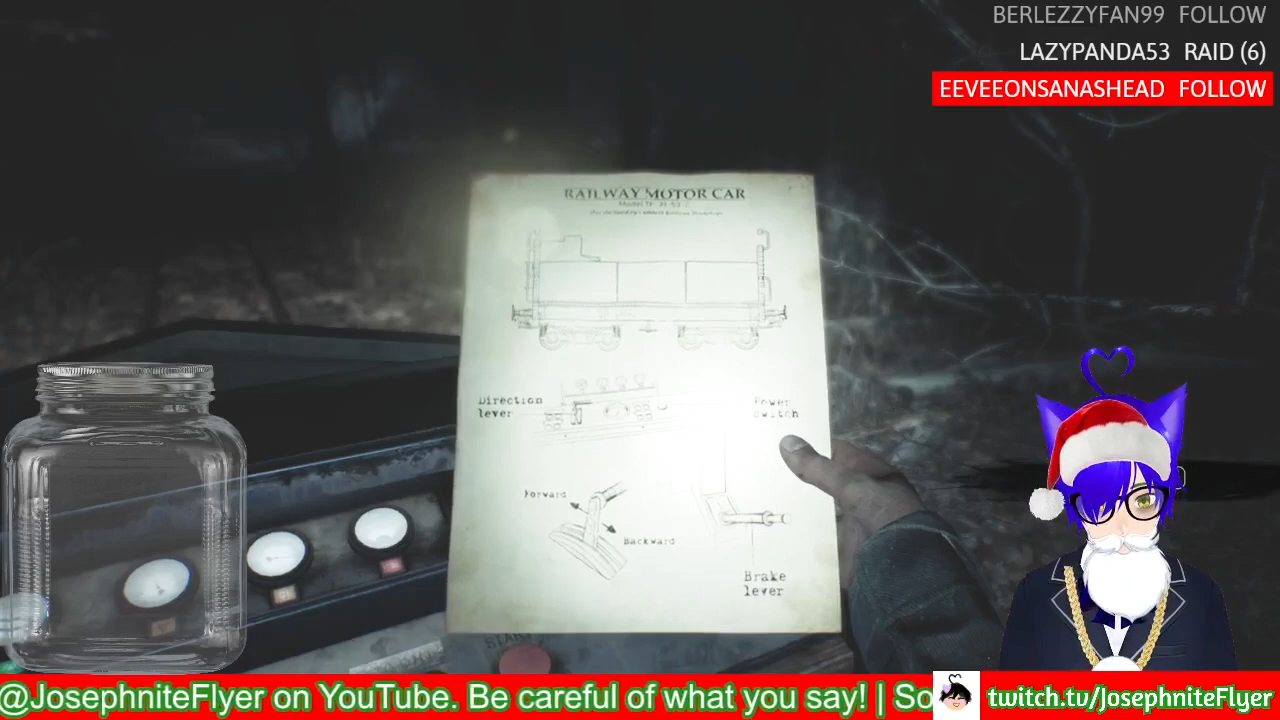 BERLEZZYFAN99 FOLLOW
LAZYPANDA53 RAID (6)
EEVEEONSANASHEAD FOLLOW
RAILWAY MOTOR CAR
Direction
lever
Power
switch
Forward
Backward
Brake
lever
START
@JosephniteFlyer on YouTube. Be careful of what you say! | So
twitch.tv/JosephniteFlyer